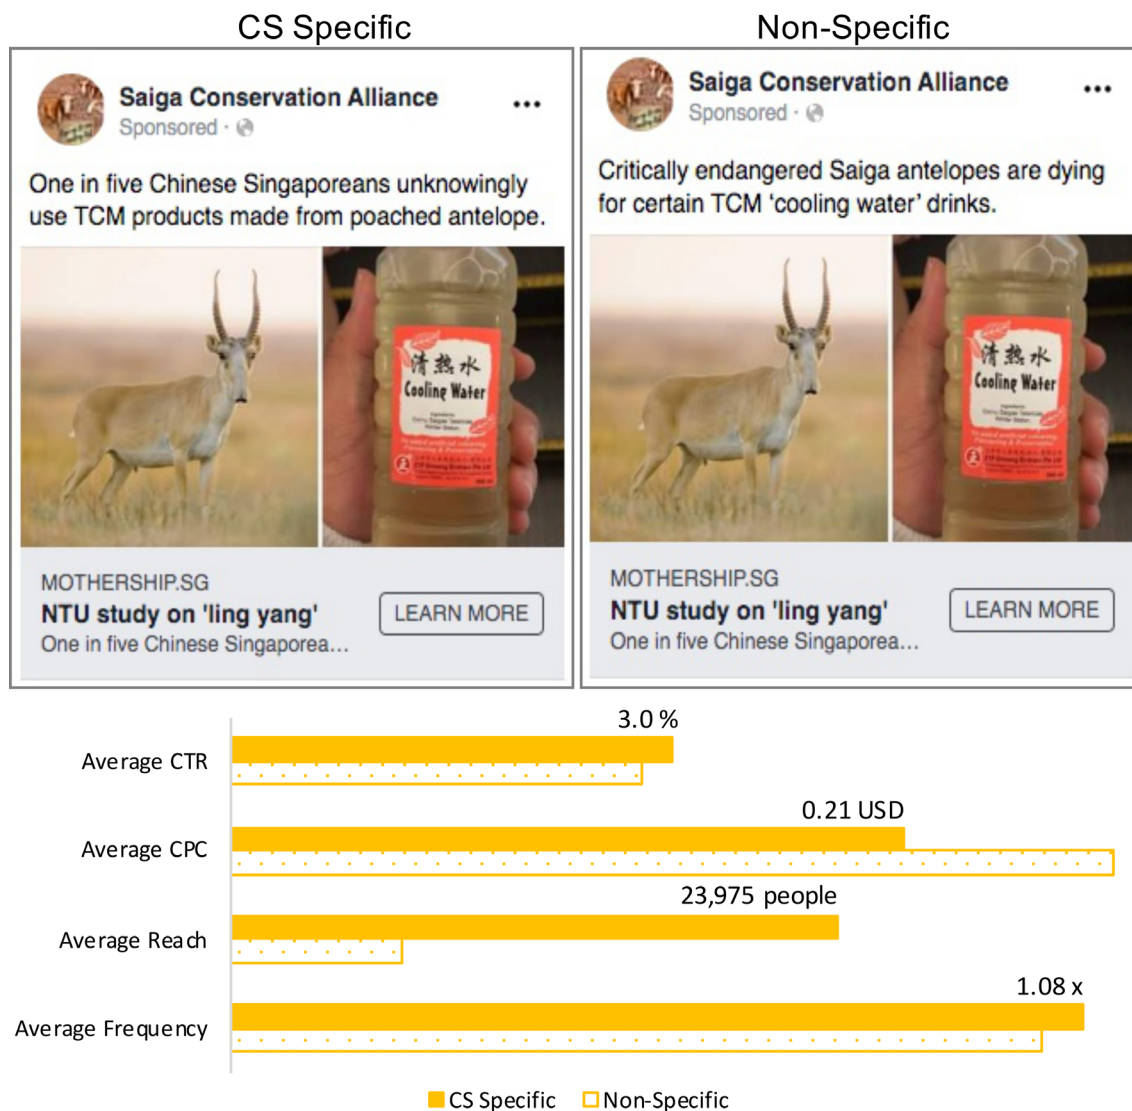 CS Specific
Non-Specific
Saiga Conservation Alliance
Sponsored ·
One in five Chinese Singaporeans unknowingly
use TCM products made from poached antelope.
清熱水
Cooling Water
MOTHERSHIP.SG
NTU study on 'ling yang'
One in five Chinese Singaporea...
LEARN MORE
Saiga Conservation Alliance
Sponsored ·
Critically endangered Saiga antelopes are dying
for certain TCM 'cooling water' drinks.
清熱水
Cooling Water
MOTHERSHIP.SG
NTU study on 'ling yang'
One in five Chinese Singaporea...
LEARN MORE
3.0 %
Average CTR
0.21 USD
Average CPC
23,975 people
Average Reach
1.08 x
Average Frequency
CS Specific
Non-Specific